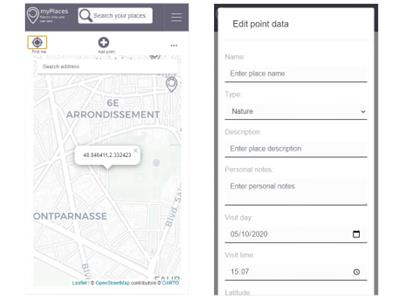 myPlaces
Search your places
Find me
Add point
...
Search address
6E
ARRONDISSEMENT
48.846411,2.332423
×
ONTPARNASSE
Leaflet | © OpenStreetMap contributors © CARTO
Edit point data
Name:
Enter place name
Type:
Nature
Description:
Enter place description
Personal notes:
Enter personal notes
Visit day:
05/10/2020
Visit time:
15:07
Latitude: